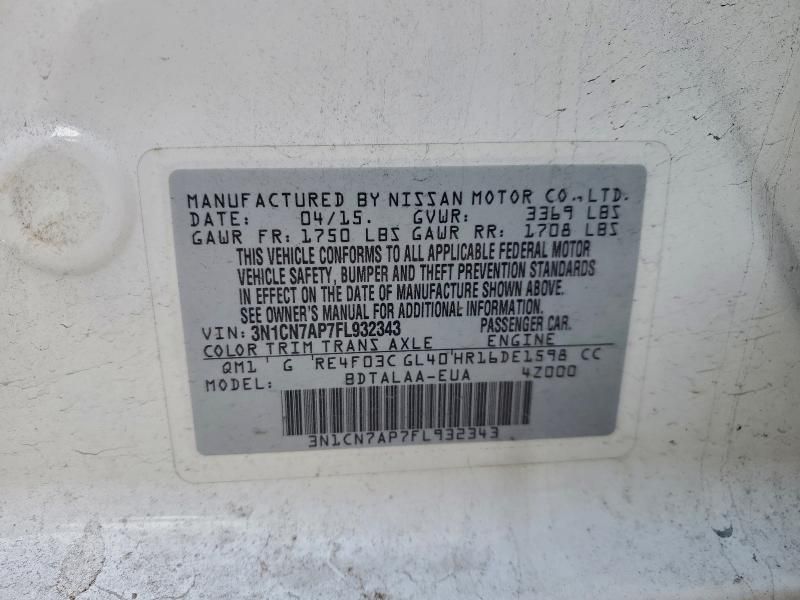 MANUFACTURED BY NISSAN MOTOR CO.,LTD.
DATE: 04/15. GVWR: 3369 LBS
GAWR FR: 1750 LBS GAWR RR: 1708 LBS
THIS VEHICLE CONFORMS TO ALL APPLICABLE FEDERAL MOTOR
VEHICLE SAFETY, BUMPER AND THEFT PREVENTION STANDARDS
IN EFFECT ON THE DATE OF MANUFACTURE SHOWN ABOVE.
SEE OWNER'S MANUAL FOR ADDITIONAL INFORMATION.
VIN: 3N1CN7AP7FL932343 PASSENGER CAR.
COLOR TRIM TRANS AXLE ENGINE
QM1 G RE4F03C GL40 HR16DE1598 CC
MODEL: BDTALAA-EUA 4Z000
3N1CN7AP7FL932343